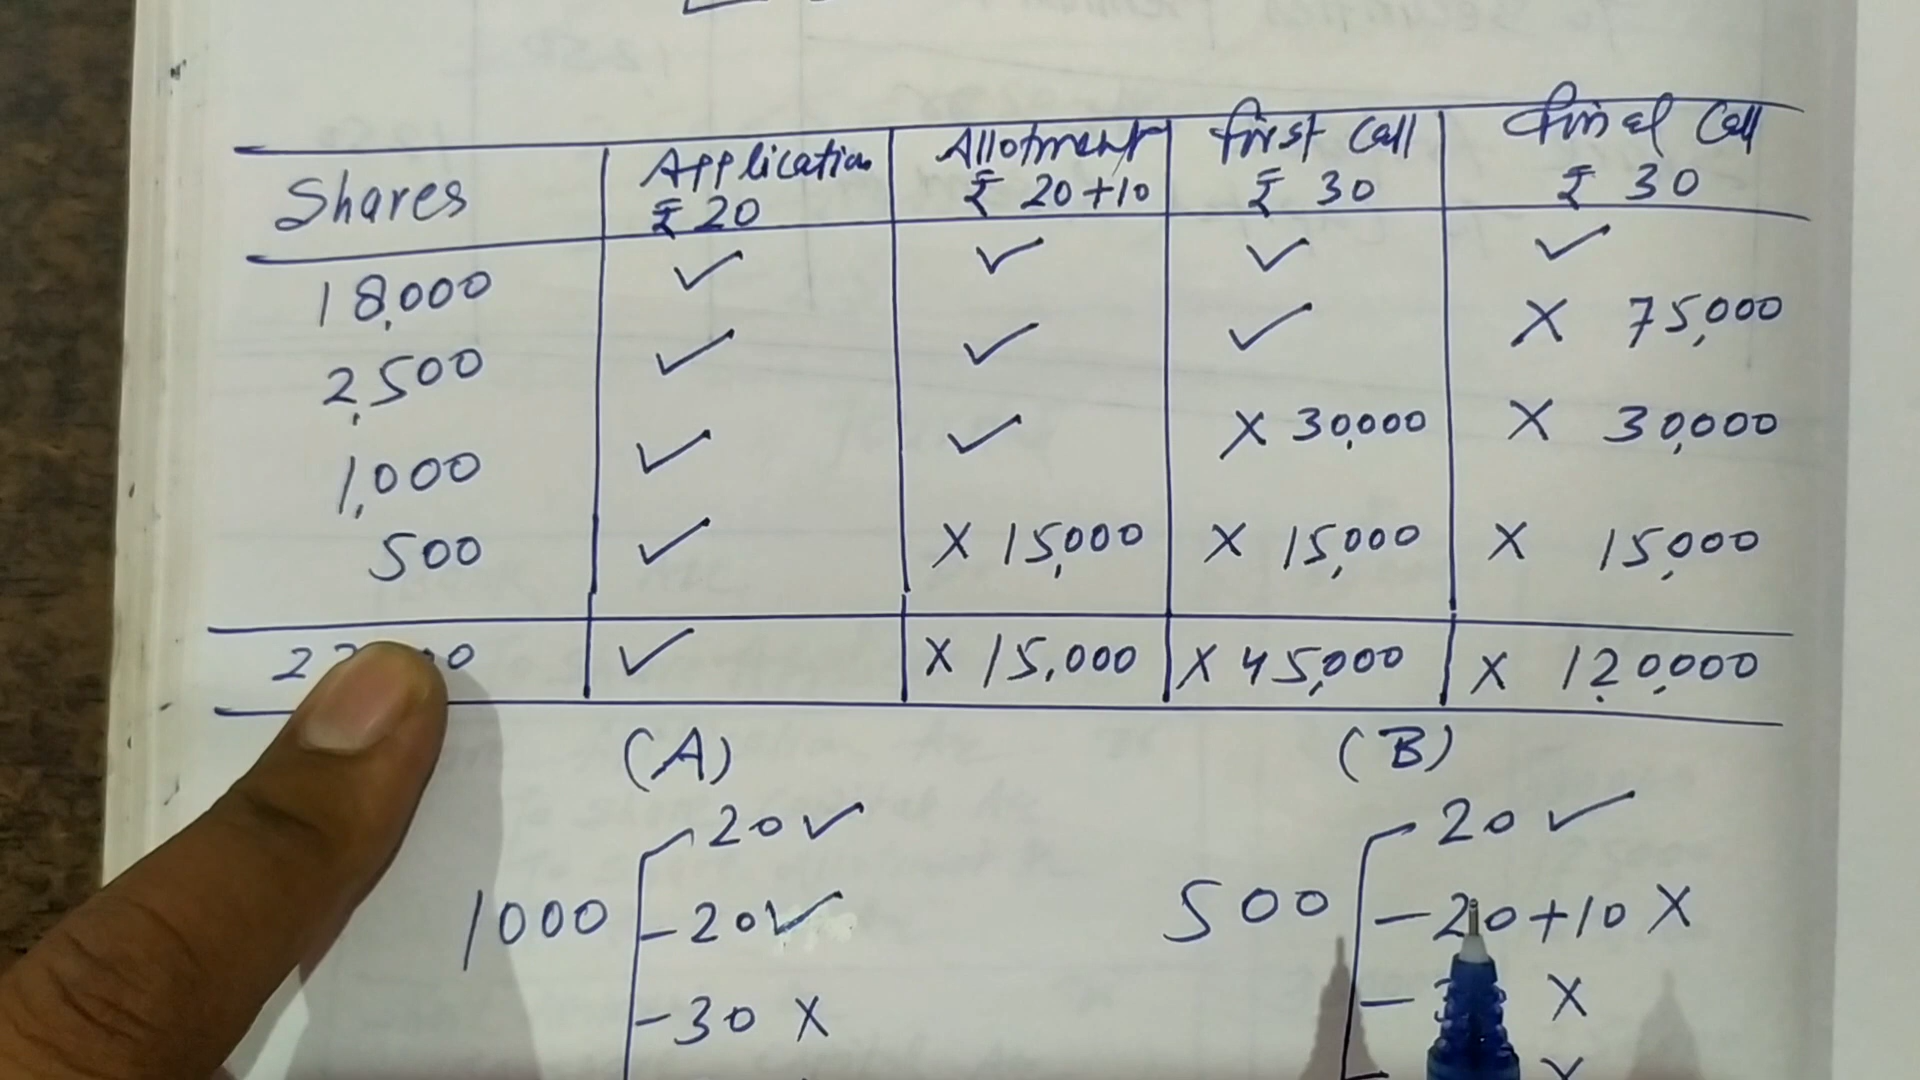 Shares Application ₹ 20 Allotment ₹ 20+10 First Call ₹ 30 Final Call ₹ 30
18,000 ✓ ✓ ✓ ✓
2,500 ✓ ✓ ✓ X 75,000
1,000 ✓ ✓ X 30,000 X 30,000
500 ✓ X 15,000 X 15,000 X 15,000
✓ X 15,000 X 45,000 X 120,000
(A) (B)
20 ✓ 20 ✓
1000 - 20 ✓ 500 - 20+10 X
- 30 X - X